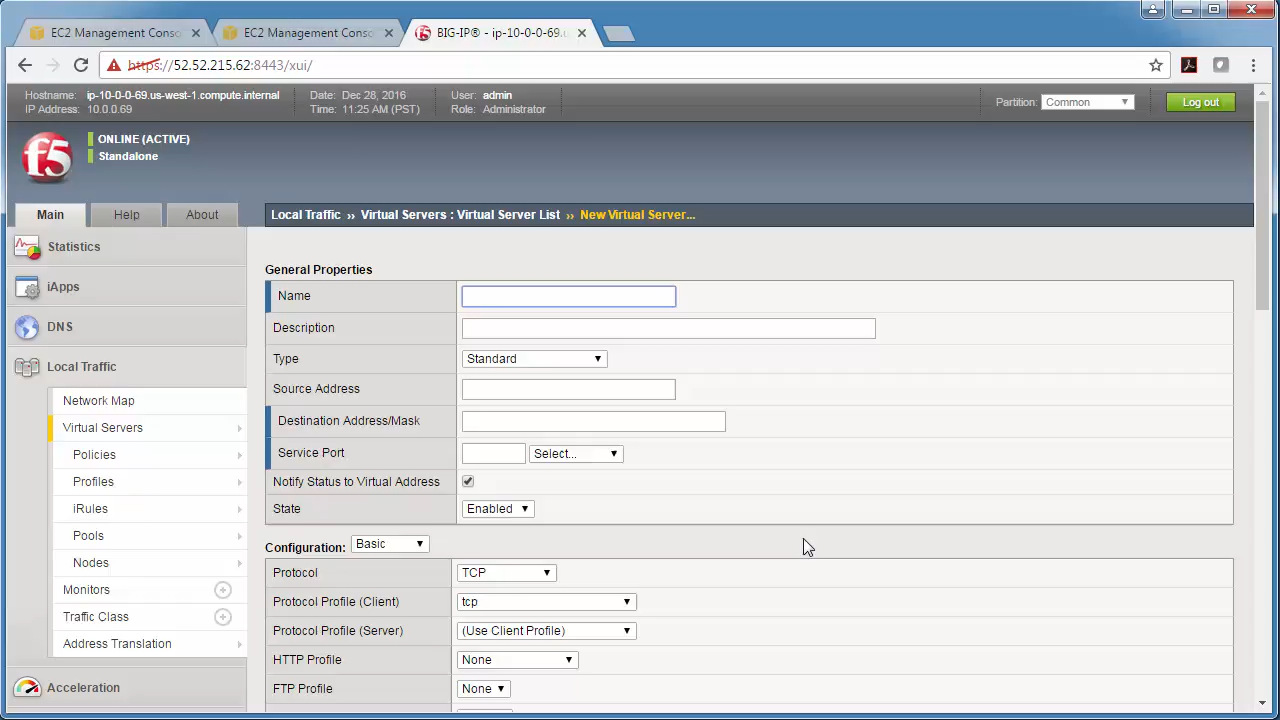 EC2 Management Conso
EC2 Management Conso
BIG-IP® - ip-10-0-0-69.u
https://52.52.215.62:8443/xui/
Hostname: ip-10-0-0-69.us-west-1.compute.internal
IP Address: 10.0.0.69
Date: Dec 28, 2016
Time: 11:25 AM (PST)
User: admin
Role: Administrator
Partition: Common
Log out
f5
ONLINE (ACTIVE)
Standalone
Main
Help
About
Local Traffic ›› Virtual Servers : Virtual Server List ›› New Virtual Server...
Statistics
iApps
DNS
Local Traffic
Network Map
Virtual Servers
Policies
Profiles
iRules
Pools
Nodes
Monitors
Traffic Class
Address Translation
Acceleration
General Properties
Name
Description
Type Standard
Source Address
Destination Address/Mask
Service Port Select...
Notify Status to Virtual Address
State Enabled
Configuration: Basic
Protocol TCP
Protocol Profile (Client) tcp
Protocol Profile (Server) (Use Client Profile)
HTTP Profile None
FTP Profile None